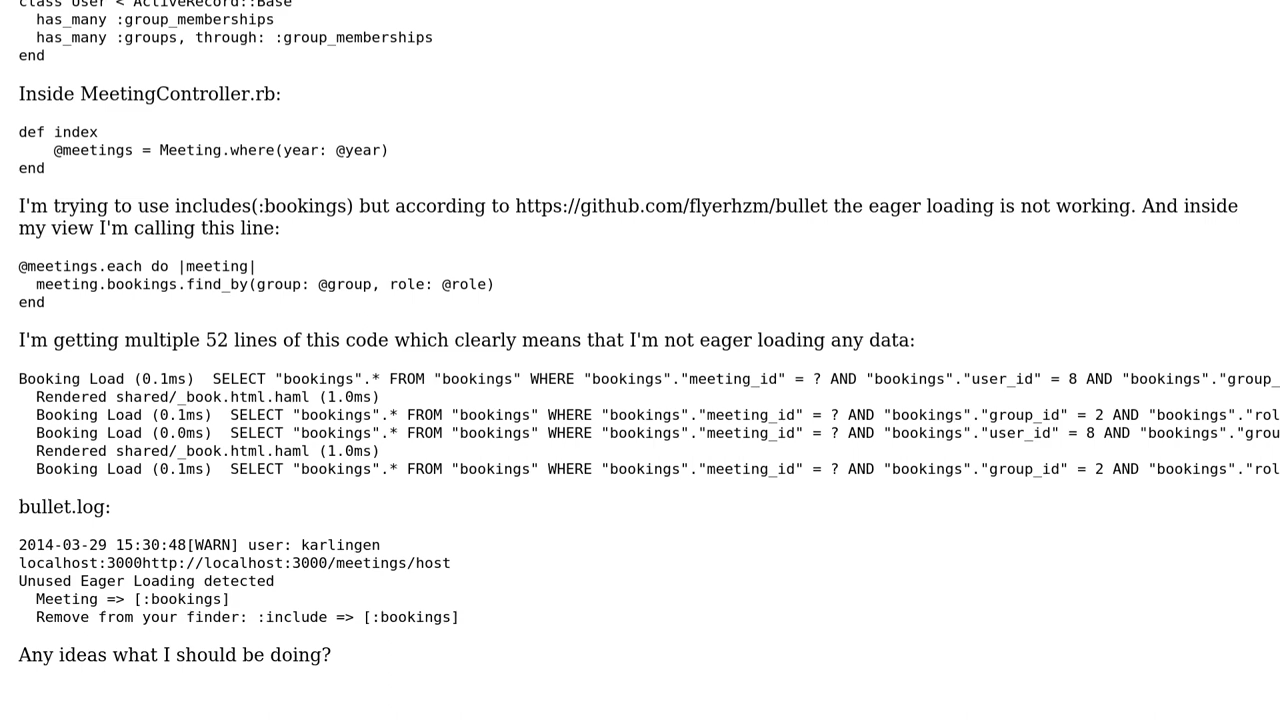 class User < ActiveRecord::Base
  has_many :group_memberships
  has_many :groups, through: :group_memberships
end
Inside MeetingController.rb:
def index
    @meetings = Meeting.where(year: @year)
end
I'm trying to use includes(:bookings) but according to https://github.com/flyerhzm/bullet the eager loading is not working. And inside
my view I'm calling this line:
@meetings.each do |meeting|
  meeting.bookings.find_by(group: @group, role: @role)
end
I'm getting multiple 52 lines of this code which clearly means that I'm not eager loading any data:
Booking Load (0.1ms)  SELECT "bookings".* FROM "bookings" WHERE "bookings"."meeting_id" = ? AND "bookings"."user_id" = 8 AND "bookings"."group_
  Rendered shared/_book.html.haml (1.0ms)
  Booking Load (0.1ms)  SELECT "bookings".* FROM "bookings" WHERE "bookings"."meeting_id" = ? AND "bookings"."group_id" = 2 AND "bookings"."rol
  Booking Load (0.0ms)  SELECT "bookings".* FROM "bookings" WHERE "bookings"."meeting_id" = ? AND "bookings"."user_id" = 8 AND "bookings"."grou
  Rendered shared/_book.html.haml (1.0ms)
  Booking Load (0.1ms)  SELECT "bookings".* FROM "bookings" WHERE "bookings"."meeting_id" = ? AND "bookings"."group_id" = 2 AND "bookings"."rol
bullet.log:
2014-03-29 15:30:48[WARN] user: karlingen
localhost:3000http://localhost:3000/meetings/host
Unused Eager Loading detected
  Meeting => [:bookings]
  Remove from your finder: :include => [:bookings]
Any ideas what I should be doing?